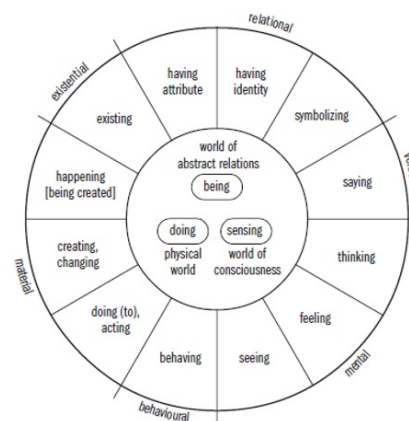 relational
having
attribute
having
identity
existential
existing
symbolizing
world of
abstract relations
being
happening
[being created]
saying
doing
sensing
physical
world
world of
consciousness
creating,
changing
thinking
material
doing (to),
acting
feeling
behaving
seeing
mental
behavioural